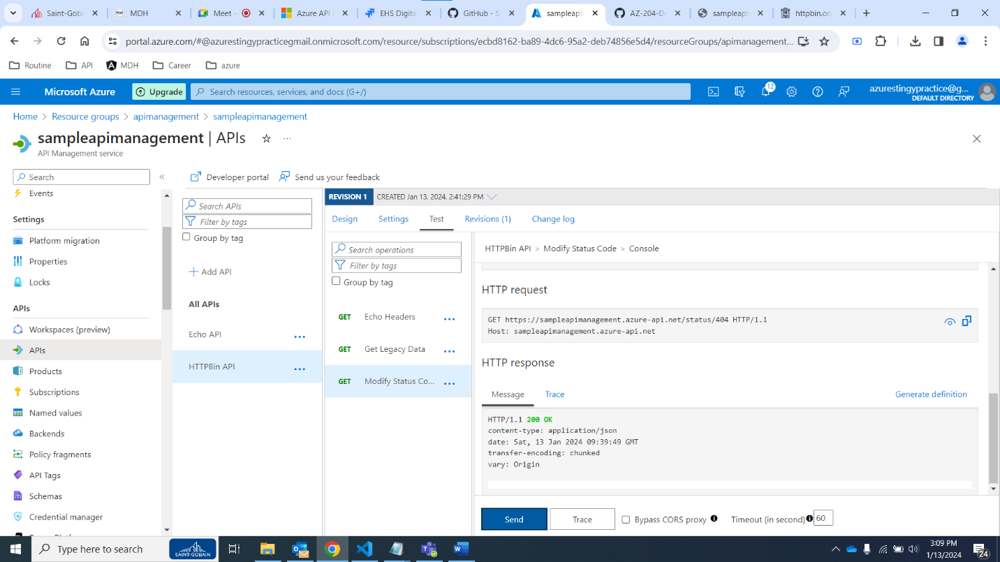 Saint-Goba
MDH
Meet -
Azure API M
EHS Digita
GitHub - S
sampleapim
AZ-204-De
sampleapi
httpbin.org
portal.azure.com/#@azurestingypracticegmail.onmicrosoft.com/resource/subscriptions/ecbd8162-ba89-4dc6-95a2-deb74856e5d4/resourceGroups/apimanagement...
Routine
API
MDH
Career
azure
Microsoft Azure
Upgrade
Search resources, services, and docs (G+/)
12
azurestingypractice@g...
DEFAULT DIRECTORY
Home > Resource groups > apimanagement > sampleapimanagement
sampleapimanagement | APIs
API Management service
Search
Developer portal
Send us your feedback
Events
Settings
Platform migration
Properties
Locks
APIs
Workspaces (preview)
APIs
Products
Subscriptions
Named values
Backends
Policy fragments
API Tags
Schemas
Credential manager
Search APIs
Filter by tags
Group by tag
Add API
All APIs
Echo API
HTTPBin API
REVISION 1
CREATED Jan 13, 2024, 2:41:29 PM
Design
Settings
Test
Revisions (1)
Change log
Search operations
Filter by tags
Group by tag
GET Echo Headers
GET Get Legacy Data
GET Modify Status Co...
HTTPBin API > Modify Status Code > Console
HTTP request
GET https://sampleapimanagement.azure-api.net/status/404 HTTP/1.1
Host: sampleapimanagement.azure-api.net
HTTP response
Message
Trace
Generate definition
HTTP/1.1 200 OK
content-type: application/json
date: Sat, 13 Jan 2024 09:39:49 GMT
transfer-encoding: chunked
vary: Origin
Send
Trace
Bypass CORS proxy
Timeout (in second)
60
Type here to search
SAINT-GOBAIN
3:09 PM
1/13/2024
24